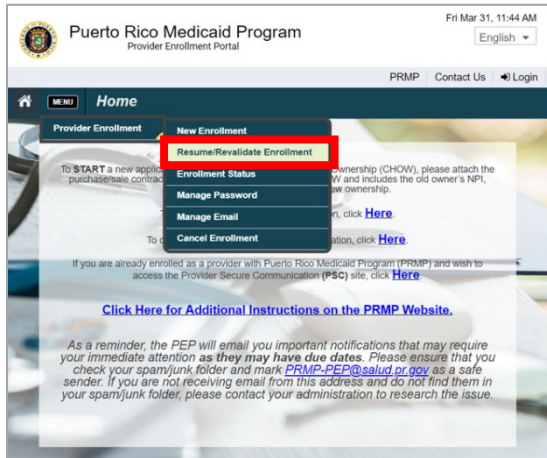 Fri Mar 31, 11:44 AM
Puerto Rico Medicaid Program
Provider Enrollment Portal
English
PRMP Contact Us Login
MENU Home
Provider Enrollment
New Enrollment
Resume/Revalidate Enrollment
Enrollment Status
Manage Password
Manage Email
Cancel Enrollment
To START a new applic Ownership (CHOW), please attach the
purchase/sale contrac W and includes the old owner's NPI,
ew ownership.
n, click Here.
To c ation, click Here.
If you are already enrolled as a provider with Puerto Rico Medicaid Program (PRMP) and wish to
access the Provider Secure Communication (PSC) site, click Here.
Click Here for Additional Instructions on the PRMP Website.
As a reminder, the PEP will email you important notifications that may require
your immediate attention as they may have due dates. Please ensure that you
check your spam/junk folder and mark PRMP-PEP@salud.pr.gov as a safe
sender. If you are not receiving email from this address and do not find them in
your spam/junk folder, please contact your administration to research the issue.